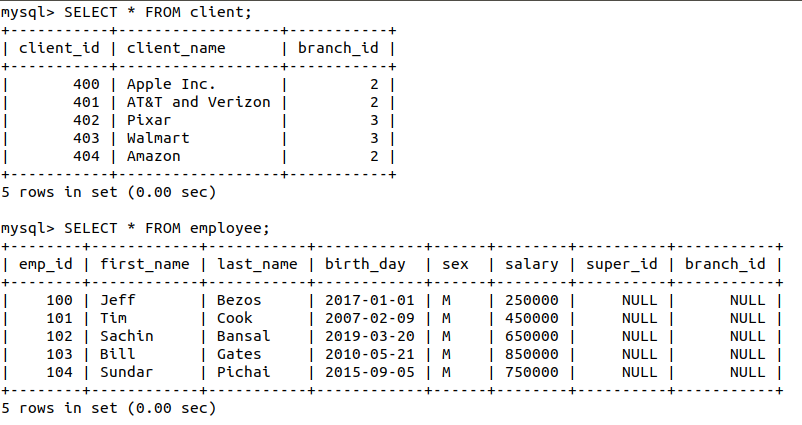 mysql> SELECT * FROM client;
+-----------+------------------+-----------+
| client_id | client_name      | branch_id |
+-----------+------------------+-----------+
|       400 | Apple Inc.       |         2 |
|       401 | AT&T and Verizon |         2 |
|       402 | Pixar            |         3 |
|       403 | Walmart          |         3 |
|       404 | Amazon           |         2 |
+-----------+------------------+-----------+
5 rows in set (0.00 sec)

mysql> SELECT * FROM employee;
+--------+------------+-----------+------------+------+--------+----------+-----------+
| emp_id | first_name | last_name | birth_day  | sex  | salary | super_id | branch_id |
+--------+------------+-----------+------------+------+--------+----------+-----------+
|    100 | Jeff       | Bezos     | 2017-01-01 | M    | 250000 |     NULL |      NULL |
|    101 | Tim        | Cook      | 2007-02-09 | M    | 450000 |     NULL |      NULL |
|    102 | Sachin     | Bansal    | 2019-03-20 | M    | 650000 |     NULL |      NULL |
|    103 | Bill       | Gates     | 2010-05-21 | M    | 850000 |     NULL |      NULL |
|    104 | Sundar     | Pichai    | 2015-09-05 | M    | 750000 |     NULL |      NULL |
+--------+------------+-----------+------------+------+--------+----------+-----------+
5 rows in set (0.00 sec)